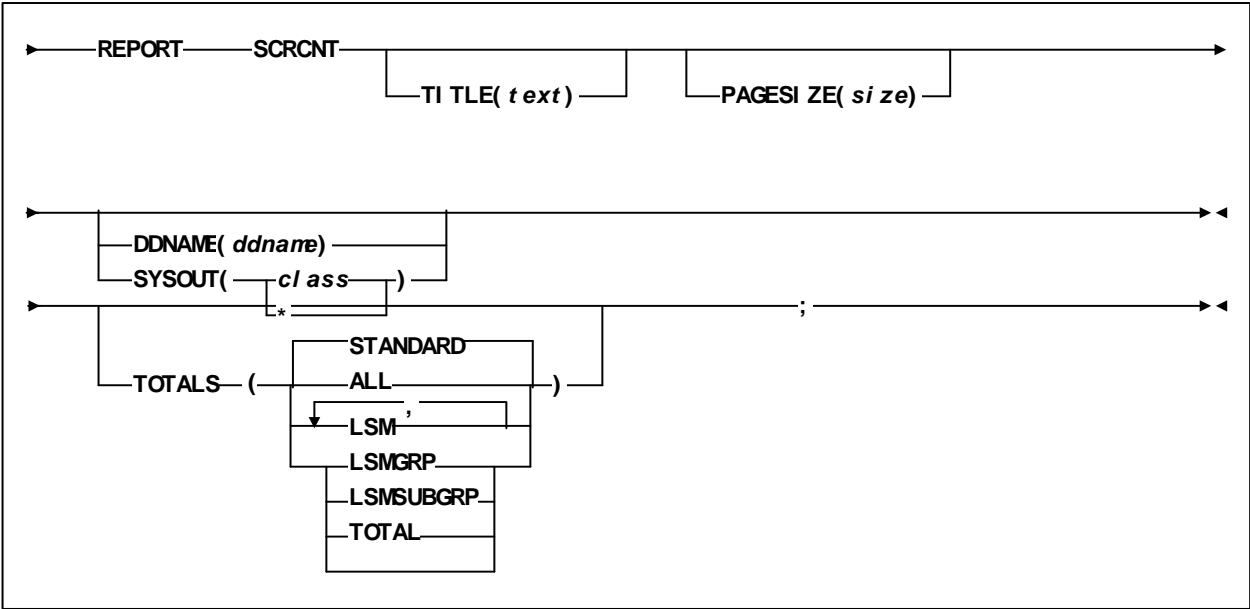 REPORT SCRCNT
TITLE(text) PAGESIZE(size)
DDNAME(ddname)
SYSOUT( class )
*
;
STANDARD
TOTALS ( ALL )
,
LSM
LSMGRP
LSMSUBGRP
TOTAL